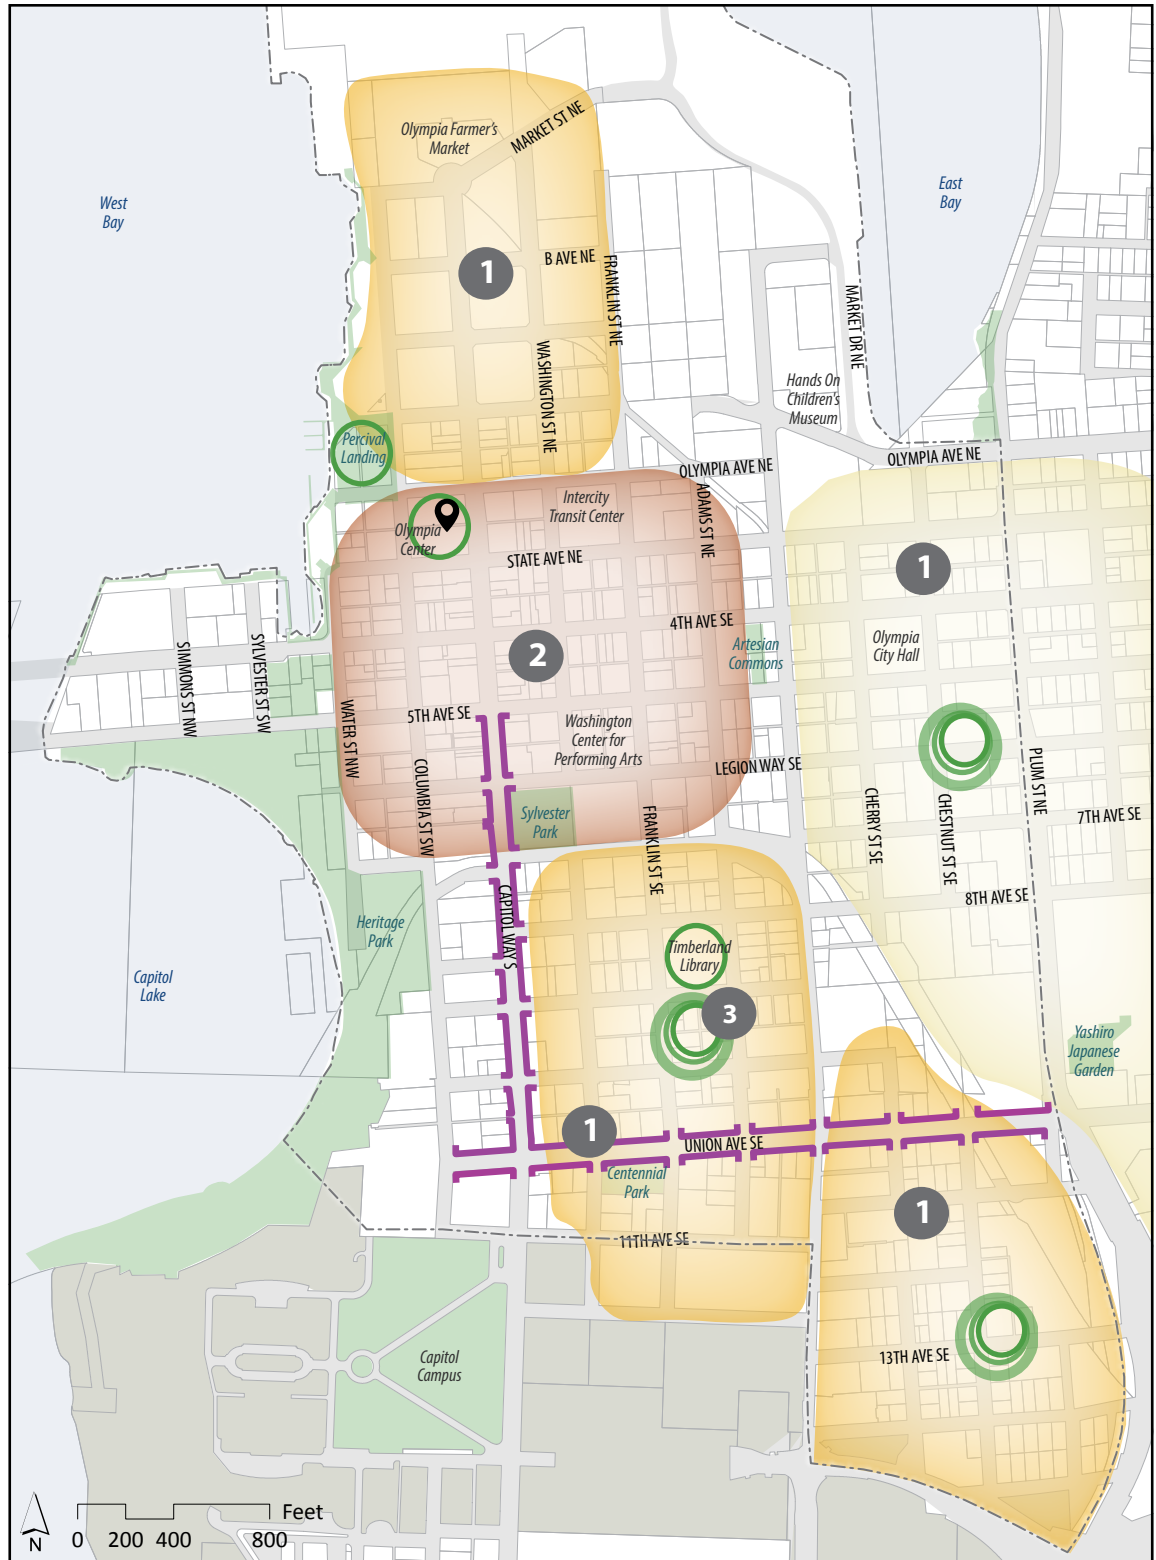 Olympia Farmer's
Market
MARKET ST NE
West
Bay
East
Bay
B AVE NE
1
FRANKLIN ST NE
MARKET DR NE
WASHINGTON ST NE
Hands On
Children's
Museum
Percival
Landing
OLYMPIA AVE NE
OLYMPIA AVE NE
Intercity
Transit Center
ADAMS ST NE
Olympia
Center
STATE AVE NE
1
4TH AVE SE
2
Olympia
City Hall
Artesian
Commons
SIMMONS ST NW
SYLVESTER ST SW
WATER ST NW
5TH AVE SE
Washington
Center for
Performing Arts
LEGION WAY SE
PLUM ST NE
COLUMBIA ST SW
Sylvester
Park
FRANKLIN ST SE
CHERRY ST SE
CHESTNUT ST SE
7TH AVE SE
8TH AVE SE
CAPITOL WAY S
Heritage
Park
Timberland
Library
Capitol
Lake
3
Yashiro
Japanese
Garden
1
UNION AVE SE
Centennial
Park
1
11TH AVE SE
Capitol
Campus
13TH AVE SE
N
Feet
0 200 400 800